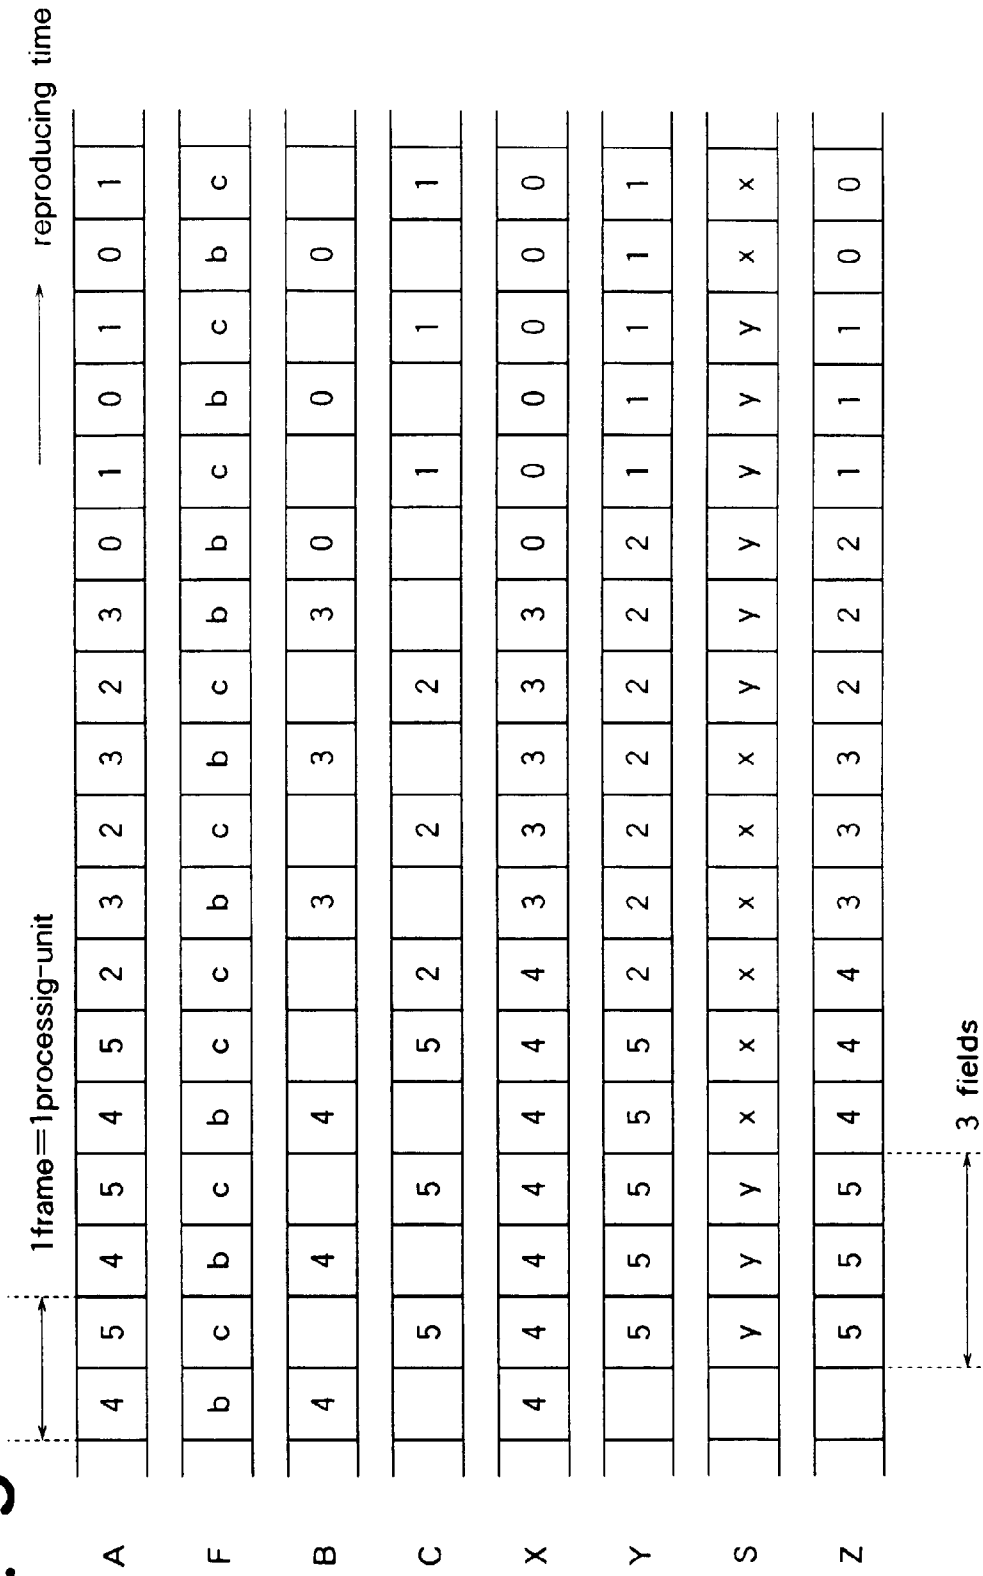 1frame=1processig-unit
reproducing time
A 4 5 4 5 4 5 2 3 2 3 2 3 0 1 0 1 0 1
F b c b c b c c b c b c b b c b c b c
B 4 4 4 3 3 3 0 0 0
C 5 5 5 2 2 2 1 1 1
X 4 4 4 4 4 4 4 3 3 3 3 3 0 0 0 0 0 0
Y 5 5 5 5 5 2 2 2 2 2 2 2 1 1 1 1 1
S y y y x x x x x x y y y y y y x x
Z 5 5 5 4 4 4 3 3 3 2 2 2 1 1 1 0 0
3 fields